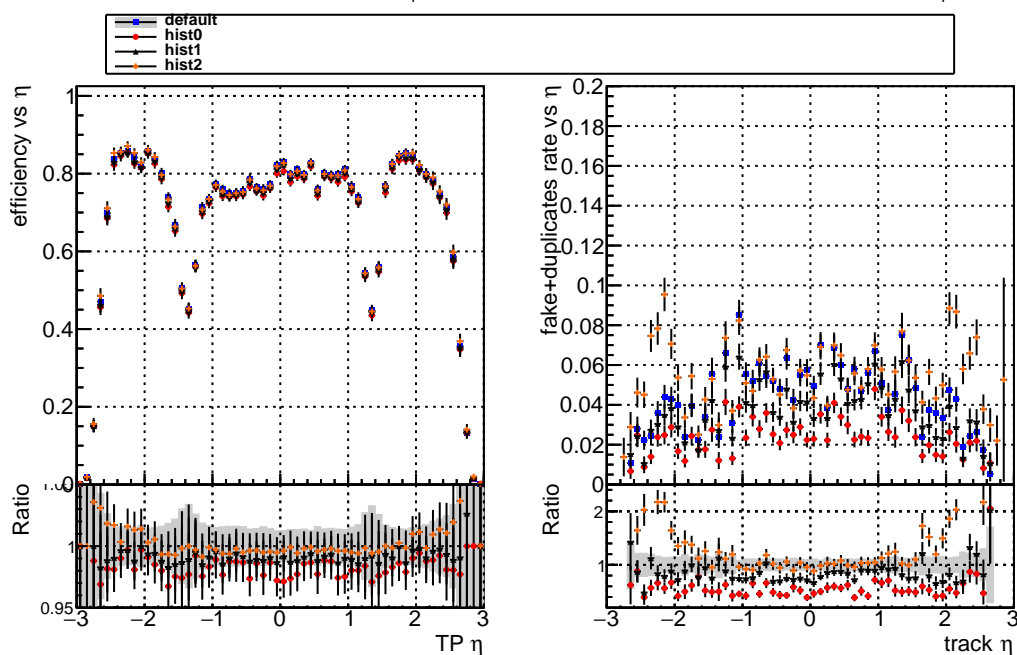 default
hist0
hist1
hist2
efficiency vs η
1
0.8
0.6
0.4
0.2
0
Ratio
1
0.95
−3 −2 −1 0 1 2 3
TP η
fake+duplicates rate vs η
0.2
0.18
0.16
0.14
0.12
0.1
0.08
0.06
0.04
0.02
0
Ratio
2
1
−3 −2 −1 0 1 2 3
track η